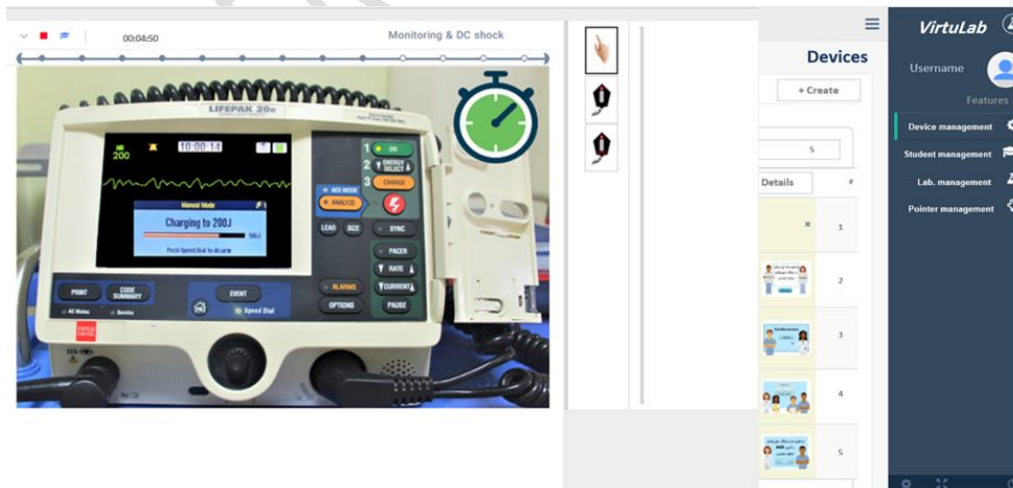 00:04:50
Monitoring & DC shock
LIFEPAK 20e
HR
200
10:00:14
Manual Mode
Charging to 200J
Push Speed Dial to disarm
1 ON
2 ENERGY SELECT
3 CHARGE
AED MODE
ANALYZE
LEAD SIZE SYNC
PACER
RATE
CURRENT
PAUSE
ALARMS
OPTIONS
PRINT
CODE SUMMARY
EVENT
Speed Dial
AC Mains
Service
Devices
+ Create
5
Details
#
1
2
3
4
5
VirtuLab
Username
Features
Device management
Student management
Lab. management
Pointer management